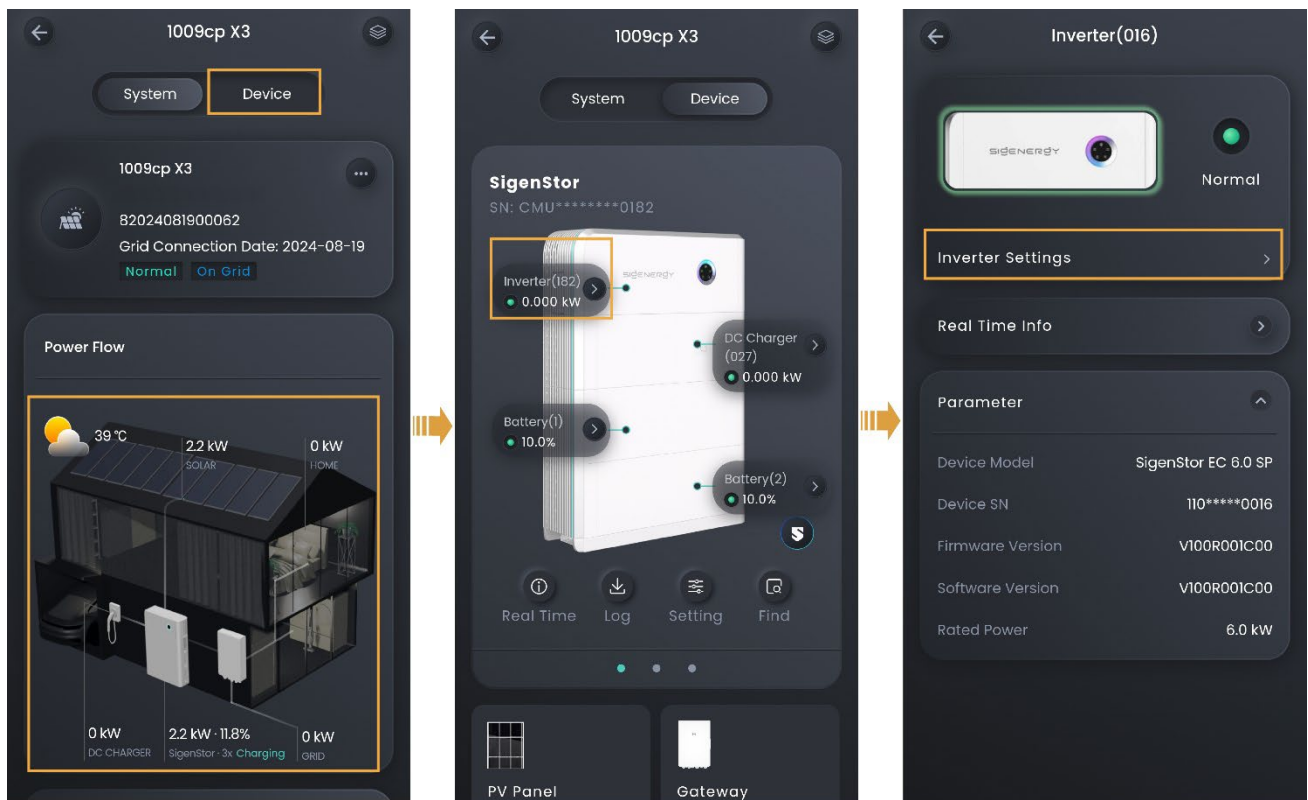 1009cp X3
System
Device
1009cp X3
82024081900062
Grid Connection Date: 2024-08-19
Normal
On Grid
Power Flow
39 °C
2.2 kW
SOLAR
0 kW
HOME
0 kW
DC CHARGER
2.2 kW · 11.8%
SigenStor · 3x Charging
0 kW
GRID
1009cp X3
System
Device
SigenStor
SN: CMU********0182
SIGENERGY
Inverter(182)
0.000 kW
DC Charger
(027)
0.000 kW
Battery(1)
10.0%
Battery(2)
10.0%
Real Time
Log
Setting
Find
PV Panel
Gateway
Inverter(016)
SIGENERGY
Normal
Inverter Settings
Real Time Info
Parameter
Device Model
SigenStor EC 6.0 SP
Device SN
110*****0016
Firmware Version
V100R001C00
Software Version
V100R001C00
Rated Power
6.0 kW